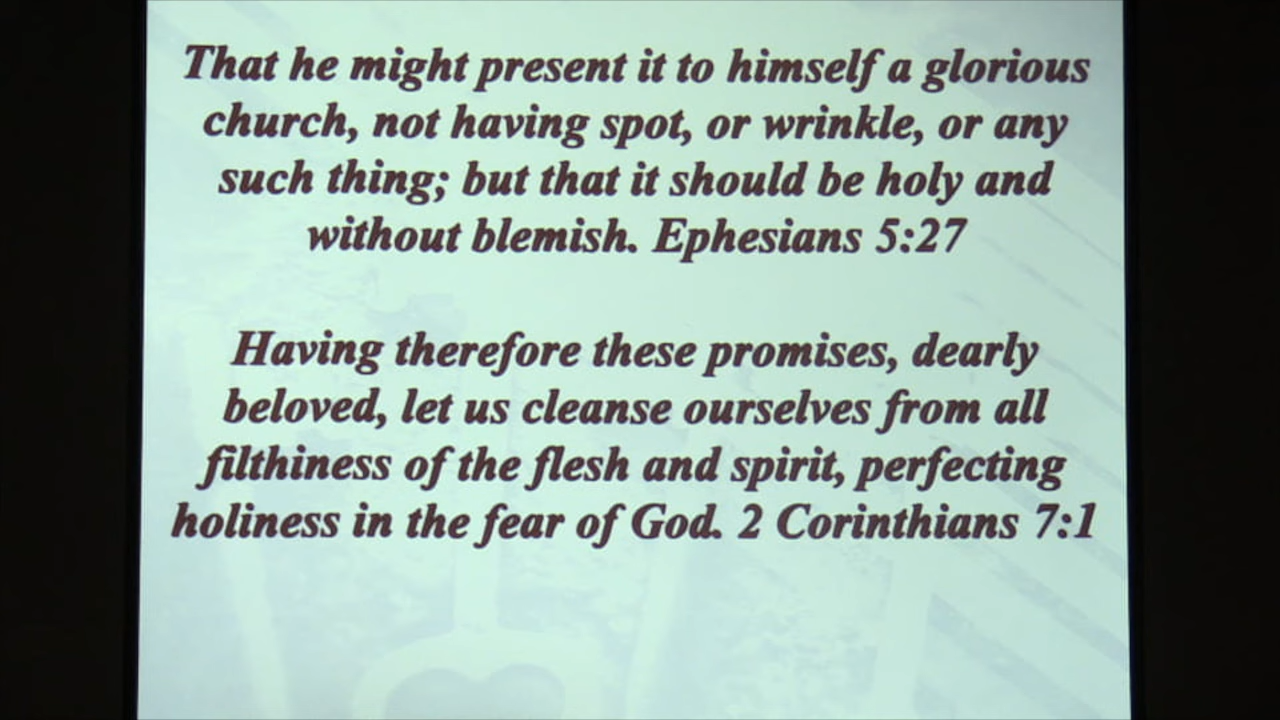 That he might present it to himself a glorious
church, not having spot, or wrinkle, or any
such thing; but that it should be holy and
without blemish. Ephesians 5:27
Having therefore these promises, dearly
beloved, let us cleanse ourselves from all
filthiness of the flesh and spirit, perfecting
holiness in the fear of God. 2 Corinthians 7:1